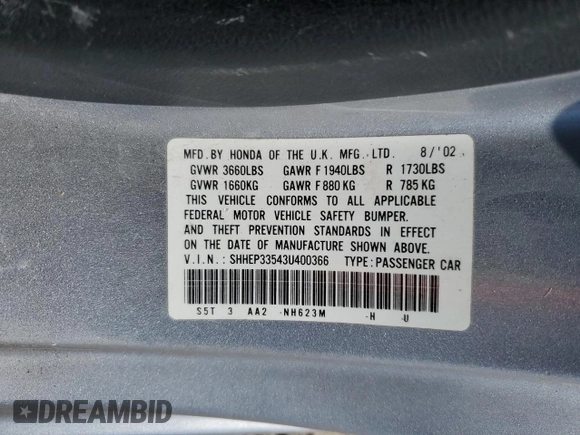 MFD. BY HONDA OF THE U.K. MFG. LTD. 8/'02
GVWR 3660LBS GAWR F 1940LBS R 1730LBS
GVWR 1660KG GAWR F 880 KG R 785 KG
THIS VEHICLE CONFORMS TO ALL APPLICABLE
FEDERAL MOTOR VEHICLE SAFETY BUMPER.
AND THEFT PREVENTION STANDARDS IN EFFECT
ON THE DATE OF MANUFACTURE SHOWN ABOVE.
V.I.N.: SHHEP33543U400366 TYPE: PASSENGER CAR
S5T 3 AA2 -NH623M -H -U
DREAMBID